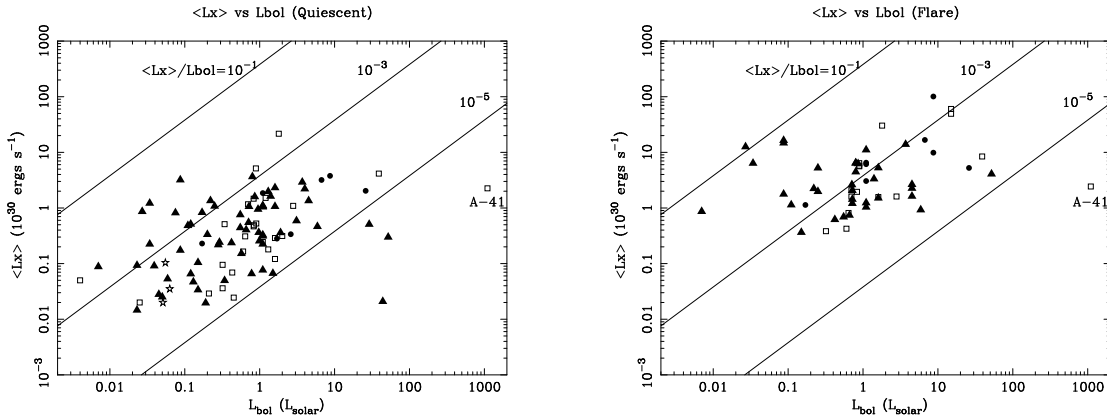 <Lx> vs Lbol (Quiescent)
<Lx>/Lbol=10⁻¹
10⁻³
10⁻⁵
A-41
<Lx> (10³⁰ ergs s⁻¹)
1000
100
10
1
0.1
0.01
10⁻³
0.01 0.1 1 10 100 1000
L_bol (L_solar)
<Lx> vs Lbol (Flare)
<Lx>/Lbol=10⁻¹
10⁻³
10⁻⁵
A-41
<Lx> (10³⁰ ergs s⁻¹)
1000
100
10
1
0.1
0.01
10⁻³
0.01 0.1 1 10 100 1000
L_bol (L_solar)